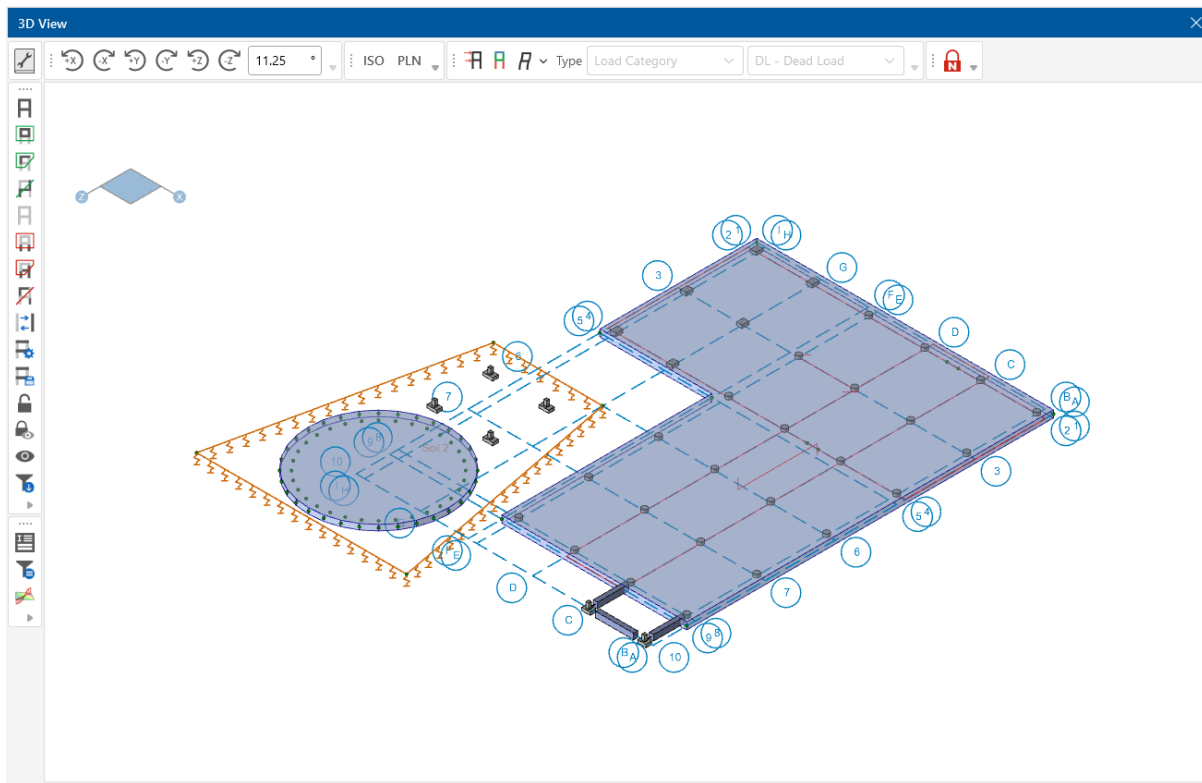 3D View
+X -X +Y -Y +Z -Z 11.25 ° ISO PLN Type Load Category DL - Dead Load N
Z X
2 1 I H
3 G
F E
5 4 D
8 C
7 B A
2 1
9 8
10 Soil 2 3
I H
5 4
F E 6
D 7
C
B A 10 9 8